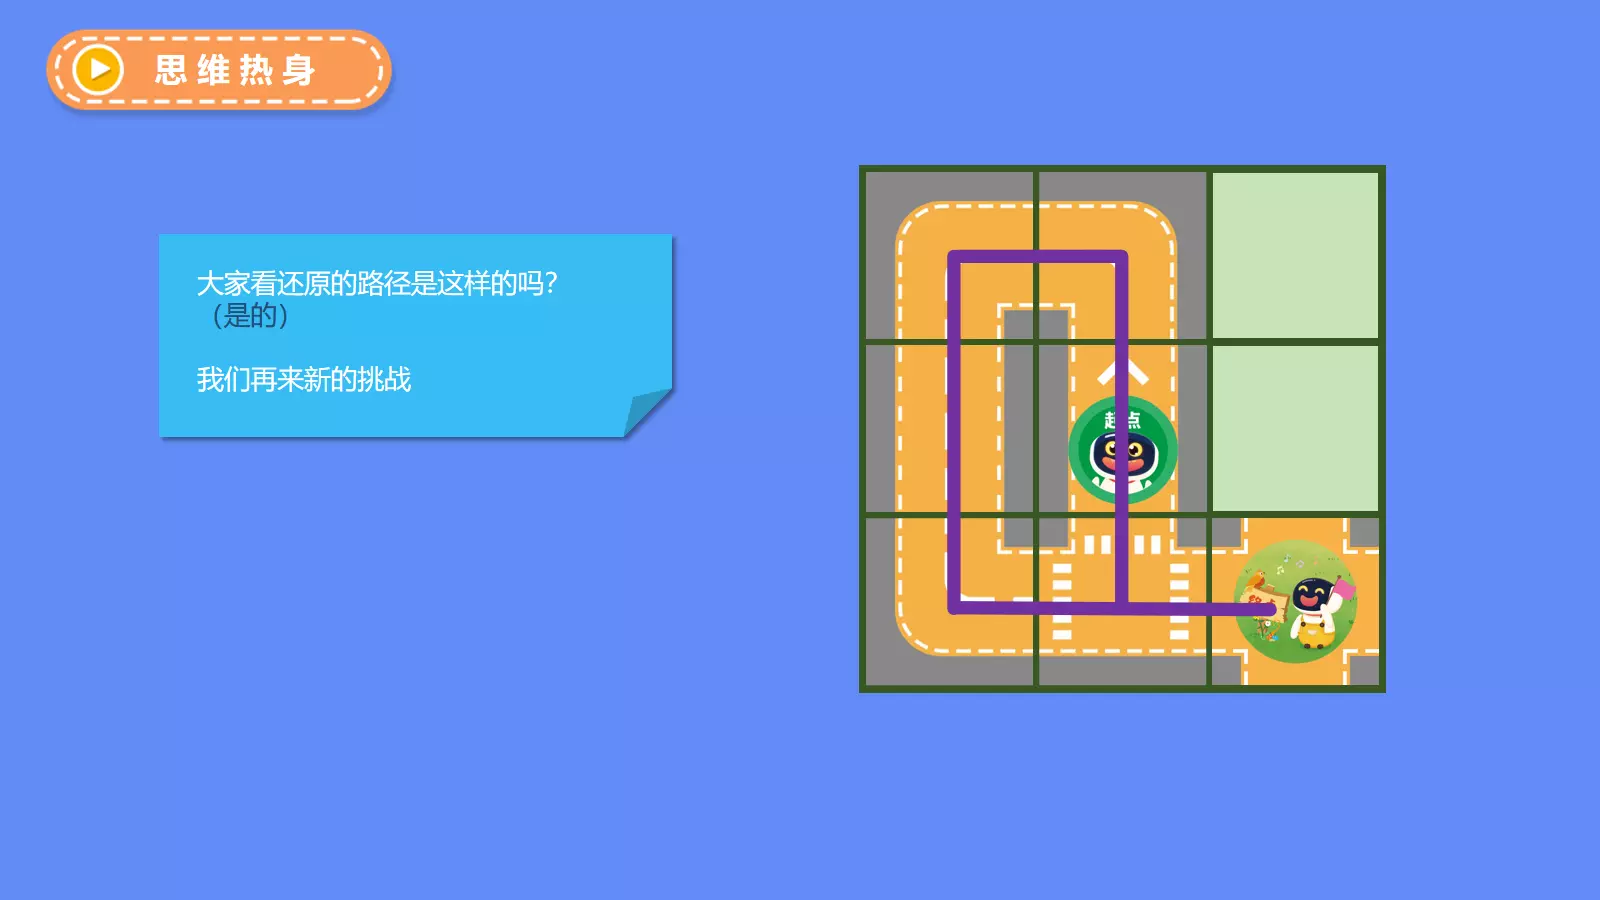 思维热身
大家看还原的路径是这样的吗?
（是的）
我们再来新的挑战
起点